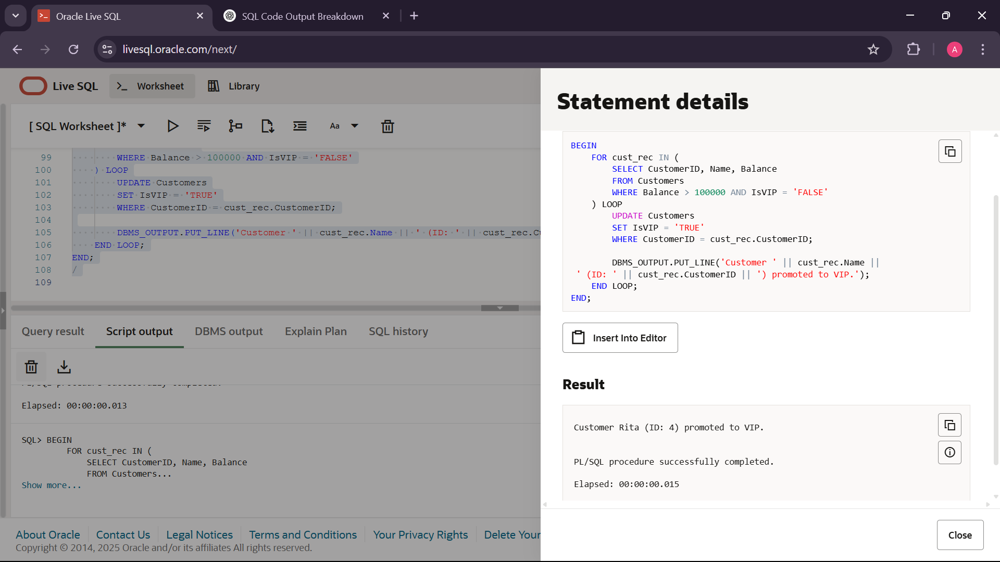 Oracle Live SQL
SQL Code Output Breakdown
livesql.oracle.com/next/
A
Live SQL
Worksheet
Library
[ SQL Worksheet ]*
Aa
99 WHERE Balance > 100000 AND IsVIP = 'FALSE'
100 ) LOOP
101 UPDATE Customers
102 SET IsVIP = 'TRUE'
103 WHERE CustomerID = cust_rec.CustomerID;
104
105 DBMS_OUTPUT.PUT_LINE('Customer ' || cust_rec.Name || ' (ID: ' ||
106 END LOOP;
107 END;
108 /
109
Query result
Script output
DBMS output
Explain Plan
SQL history
PL/SQL procedure successfully completed.
Elapsed: 00:00:00.013
SQL> BEGIN
FOR cust_rec IN (
SELECT CustomerID, Name, Balance
FROM Customers...
Show more...
About Oracle
Contact Us
Legal Notices
Terms and Conditions
Your Privacy Rights
Delete Your
Copyright © 2014, 2025 Oracle and/or its affiliates All rights reserved.
Statement details
BEGIN
FOR cust_rec IN (
SELECT CustomerID, Name, Balance
FROM Customers
WHERE Balance > 100000 AND IsVIP = 'FALSE'
) LOOP
UPDATE Customers
SET IsVIP = 'TRUE'
WHERE CustomerID = cust_rec.CustomerID;
DBMS_OUTPUT.PUT_LINE('Customer ' || cust_rec.Name ||
' (ID: ' || cust_rec.CustomerID || ') promoted to VIP.');
END LOOP;
END;
Insert Into Editor
Result
Customer Rita (ID: 4) promoted to VIP.
PL/SQL procedure successfully completed.
Elapsed: 00:00:00.015
Close